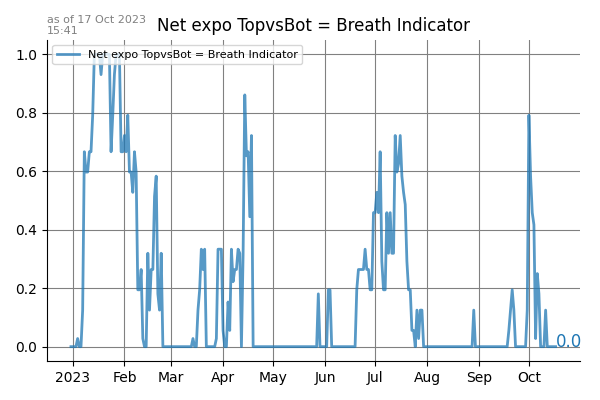 as of 17 Oct 2023
15:41
Net expo TopvsBot = Breath Indicator
Net expo TopvsBot = Breath Indicator
1.0
0.8
0.6
0.4
0.2
0.0
0.0
2023 Feb Mar Apr May Jun Jul Aug Sep Oct